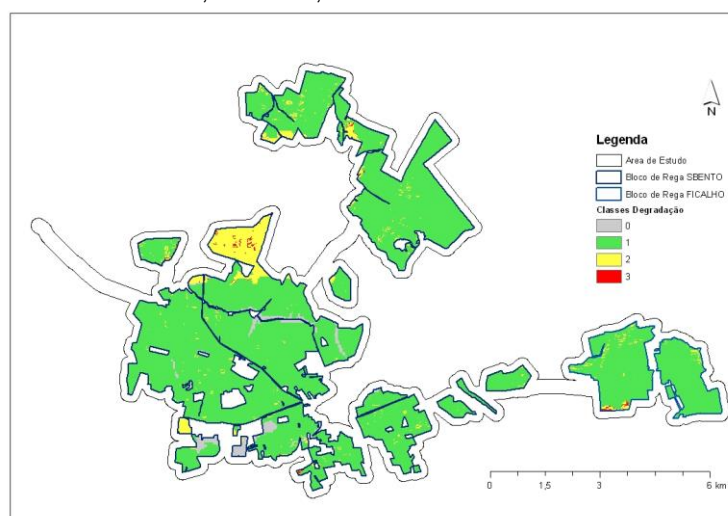 N
Legenda
Area de Estudo
Bloco de Rega SBENTO
Bloco de Rega FICALHO
Classes Degradação
0
1
2
3
0 1,5 3 6 km